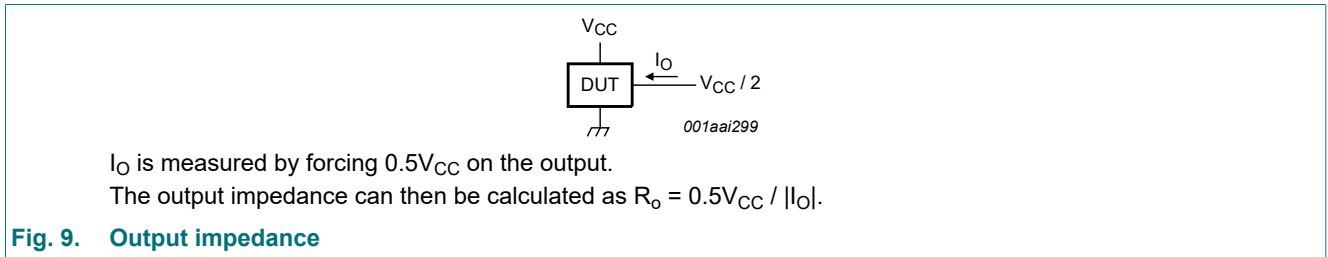 VCC
IO
DUT
VCC / 2
001aai299
IO is measured by forcing 0.5VCC on the output.
The output impedance can then be calculated as Ro = 0.5VCC / |IO|.
Fig. 9. Output impedance